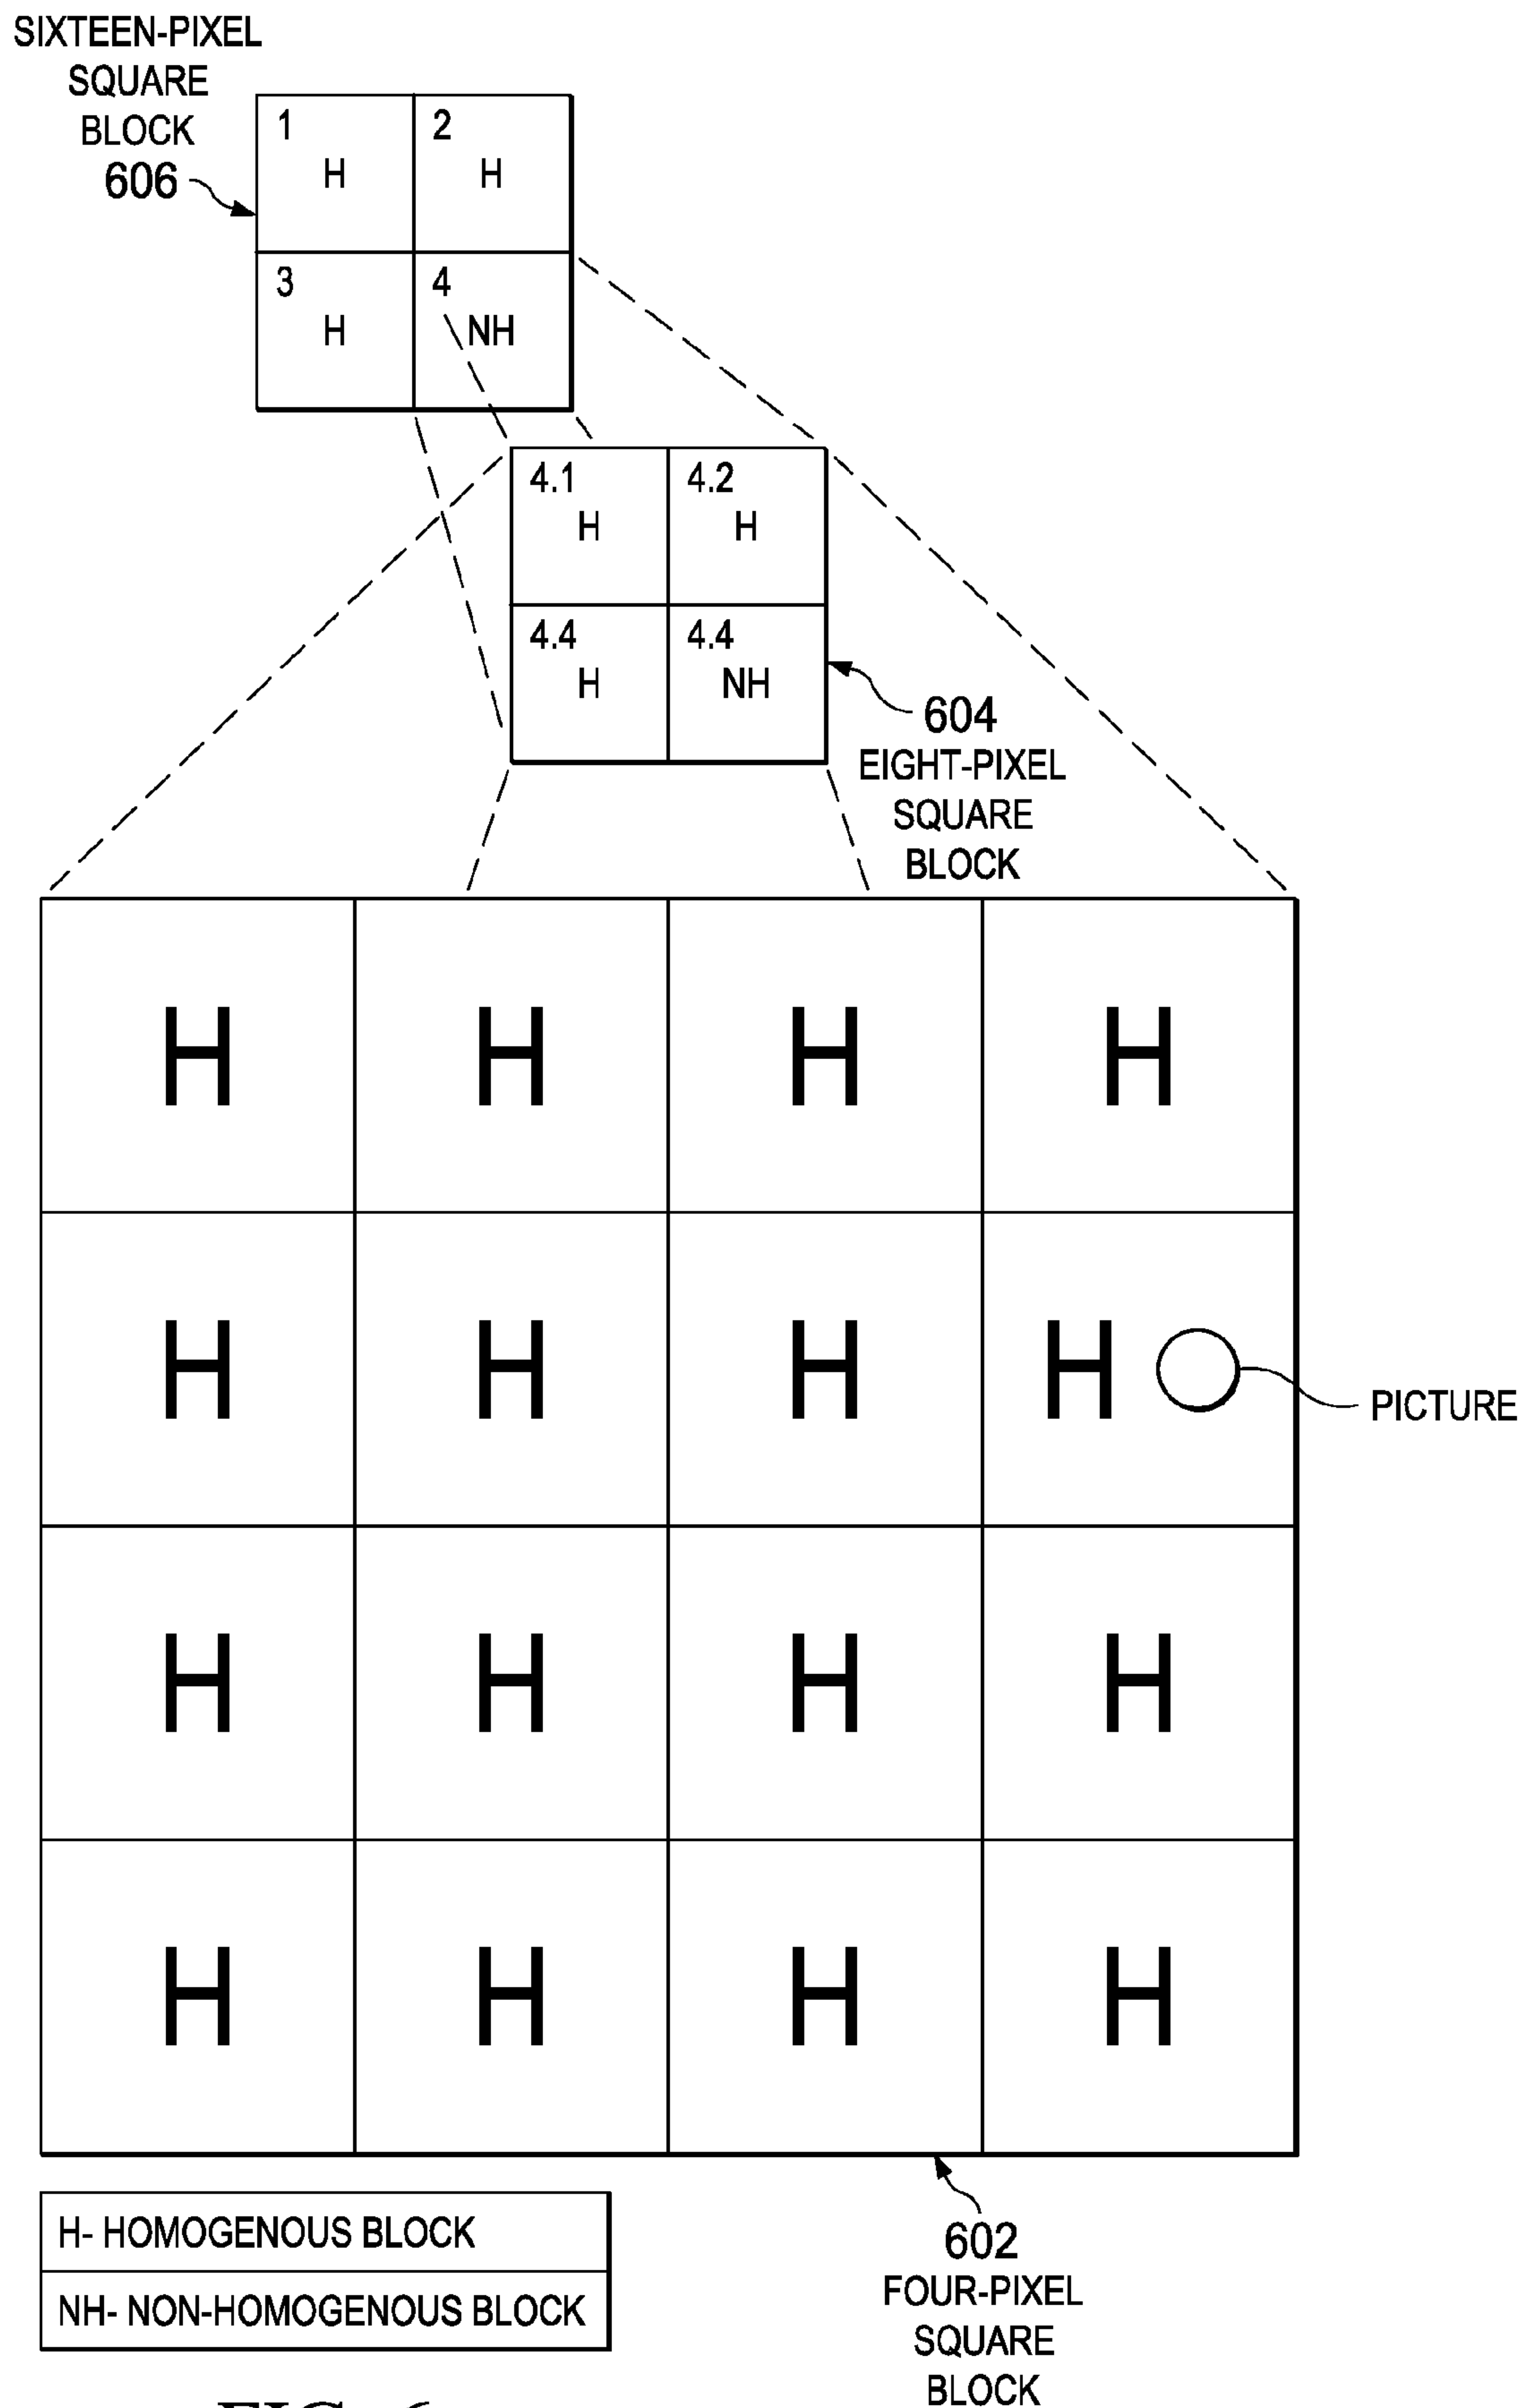 SIXTEEN-PIXEL
SQUARE
BLOCK
606
1
H
2
H
3
H
4
NH
4.1
H
4.2
H
4.4
H
4.4
NH
604
EIGHT-PIXEL
SQUARE
BLOCK
H H H H
H H H H
PICTURE
H H H H
H H H H
H- HOMOGENOUS BLOCK
NH- NON-HOMOGENOUS BLOCK
602
FOUR-PIXEL
SQUARE
BLOCK